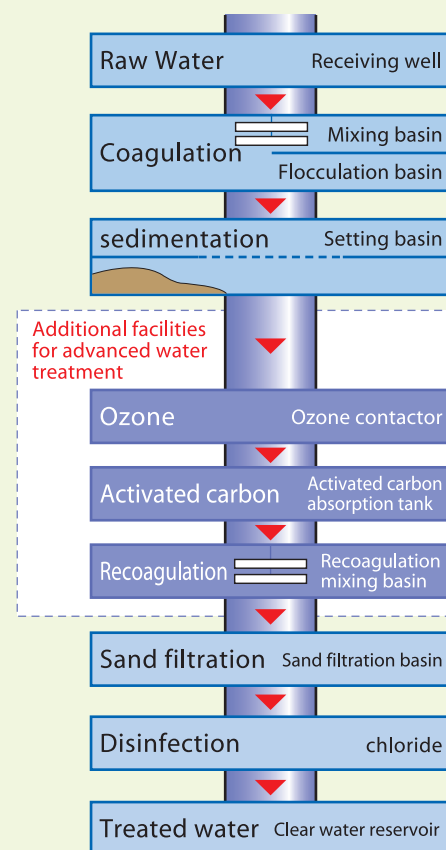 Raw Water Receiving well
Mixing basin
Coagulation
Flocculation basin
sedimentation Setting basin
Additional facilities
for advanced water
treatment
Ozone Ozone contactor
Activated carbon Activated carbon
absorption tank
Recoagulation Recoagulation
mixing basin
Sand filtration Sand filtration basin
Disinfection chloride
Treated water Clear water reservoir